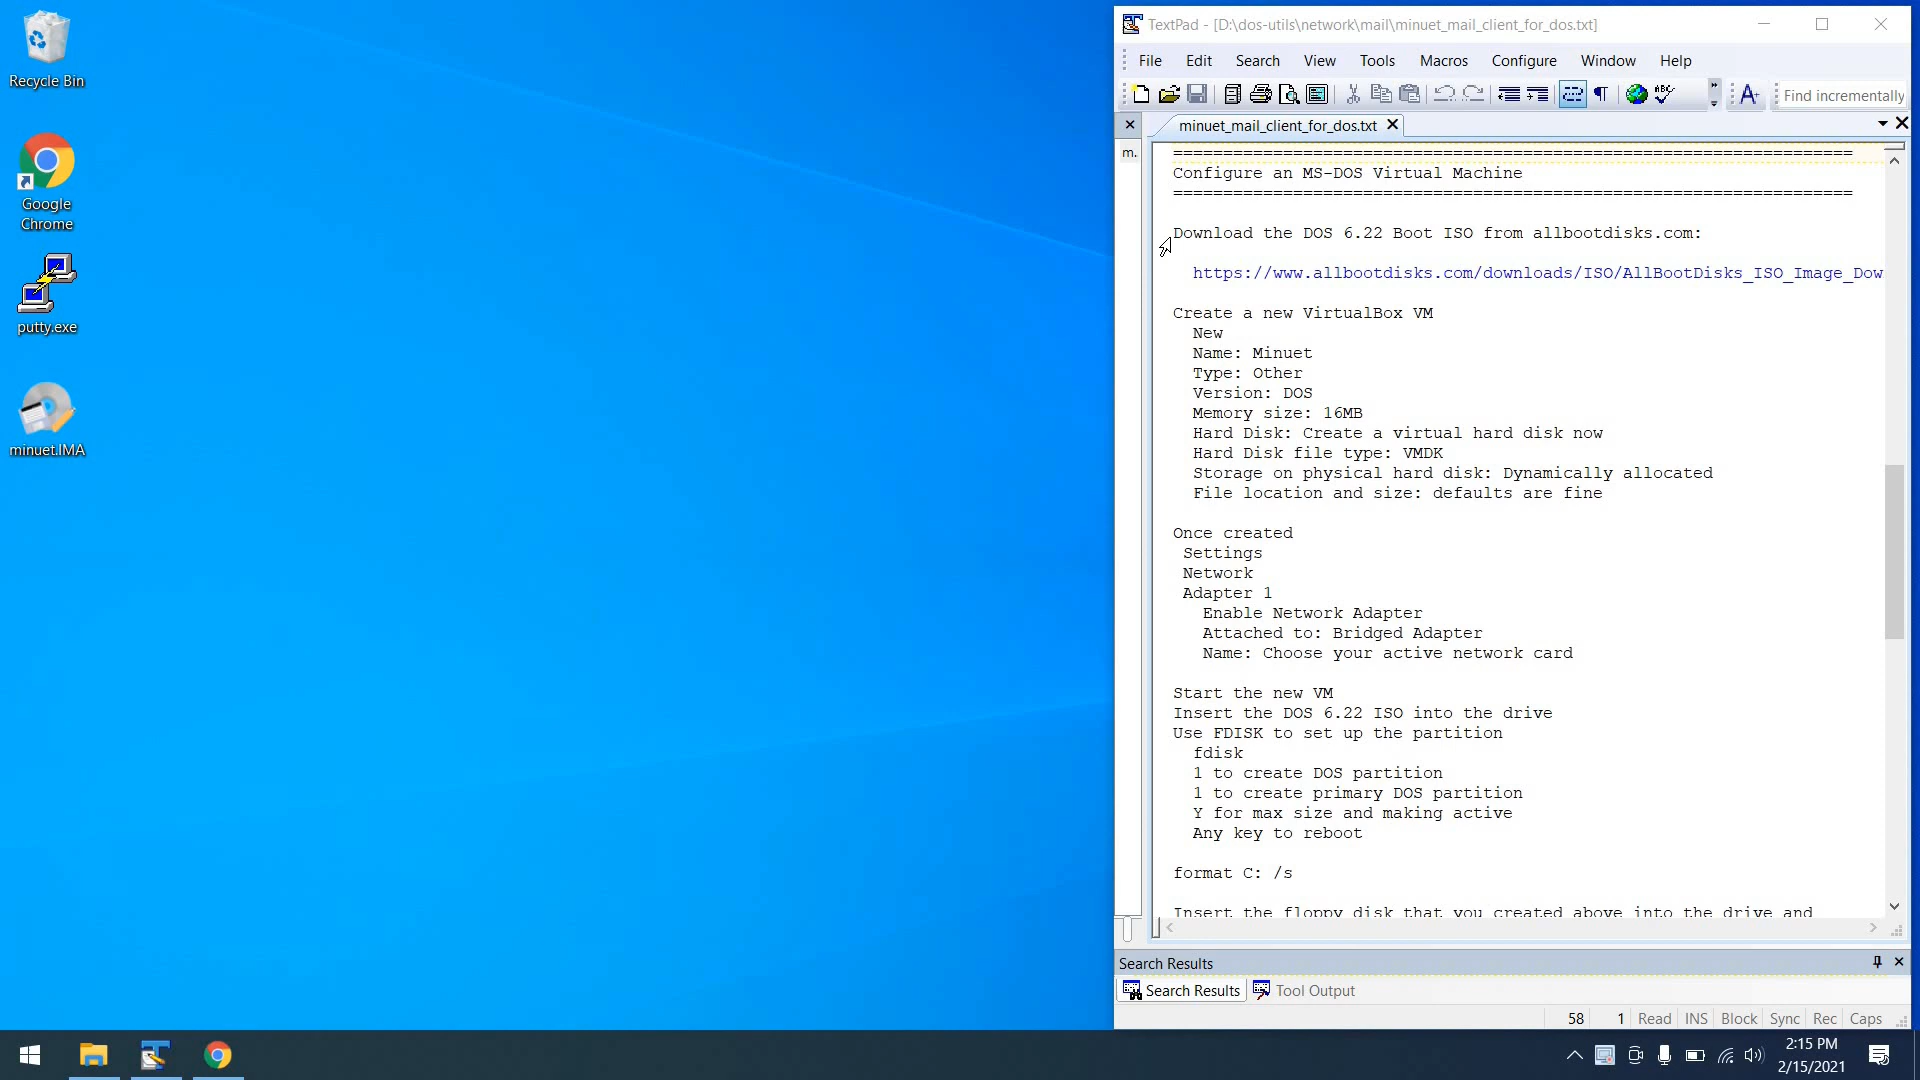 Recycle Bin
Google
Chrome
putty.exe
minuet.IMA
TextPad - [D:\dos-utils\network\mail\minuet_mail_client_for_dos.txt]
File Edit Search View Tools Macros Configure Window Help
Find incrementally
minuet_mail_client_for_dos.txt
m.
====================================================================
Configure an MS-DOS Virtual Machine
====================================================================
Download the DOS 6.22 Boot ISO from allbootdisks.com:
https://www.allbootdisks.com/downloads/ISO/AllBootDisks_ISO_Image_Dow
Create a new VirtualBox VM
New
Name: Minuet
Type: Other
Version: DOS
Memory size: 16MB
Hard Disk: Create a virtual hard disk now
Hard Disk file type: VMDK
Storage on physical hard disk: Dynamically allocated
File location and size: defaults are fine
Once created
Settings
Network
Adapter 1
Enable Network Adapter
Attached to: Bridged Adapter
Name: Choose your active network card
Start the new VM
Insert the DOS 6.22 ISO into the drive
Use FDISK to set up the partition
fdisk
1 to create DOS partition
1 to create primary DOS partition
Y for max size and making active
Any key to reboot
format C: /s
Insert the floppy disk that you created above into the drive and
Search Results
Search Results Tool Output
58 1 Read INS Block Sync Rec Caps
2:15 PM
2/15/2021